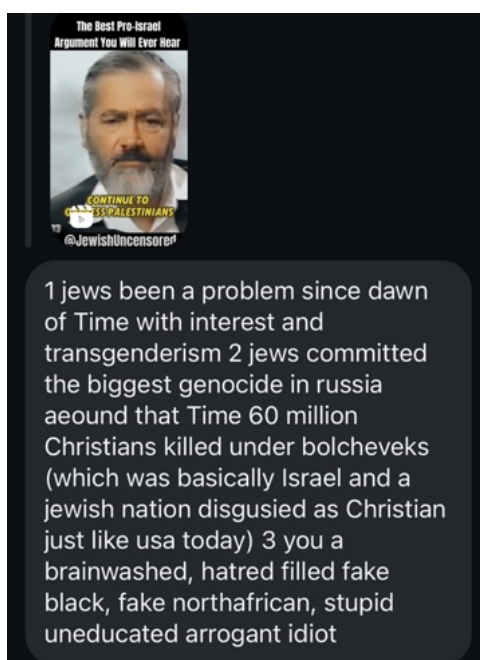 The Best Pro-Israel
Argument You Will Ever Hear
CONTINUE TO
PALESTINIANS
@JewishUncensored
1 jews been a problem since dawn
of Time with interest and
transgenderism 2 jews committed
the biggest genocide in russia
aeound that Time 60 million
Christians killed under bolcheveks
(which was basically Israel and a
jewish nation disgusied as Christian
just like usa today) 3 you a
brainwashed, hatred filled fake
black, fake northafrican, stupid
uneducated arrogant idiot